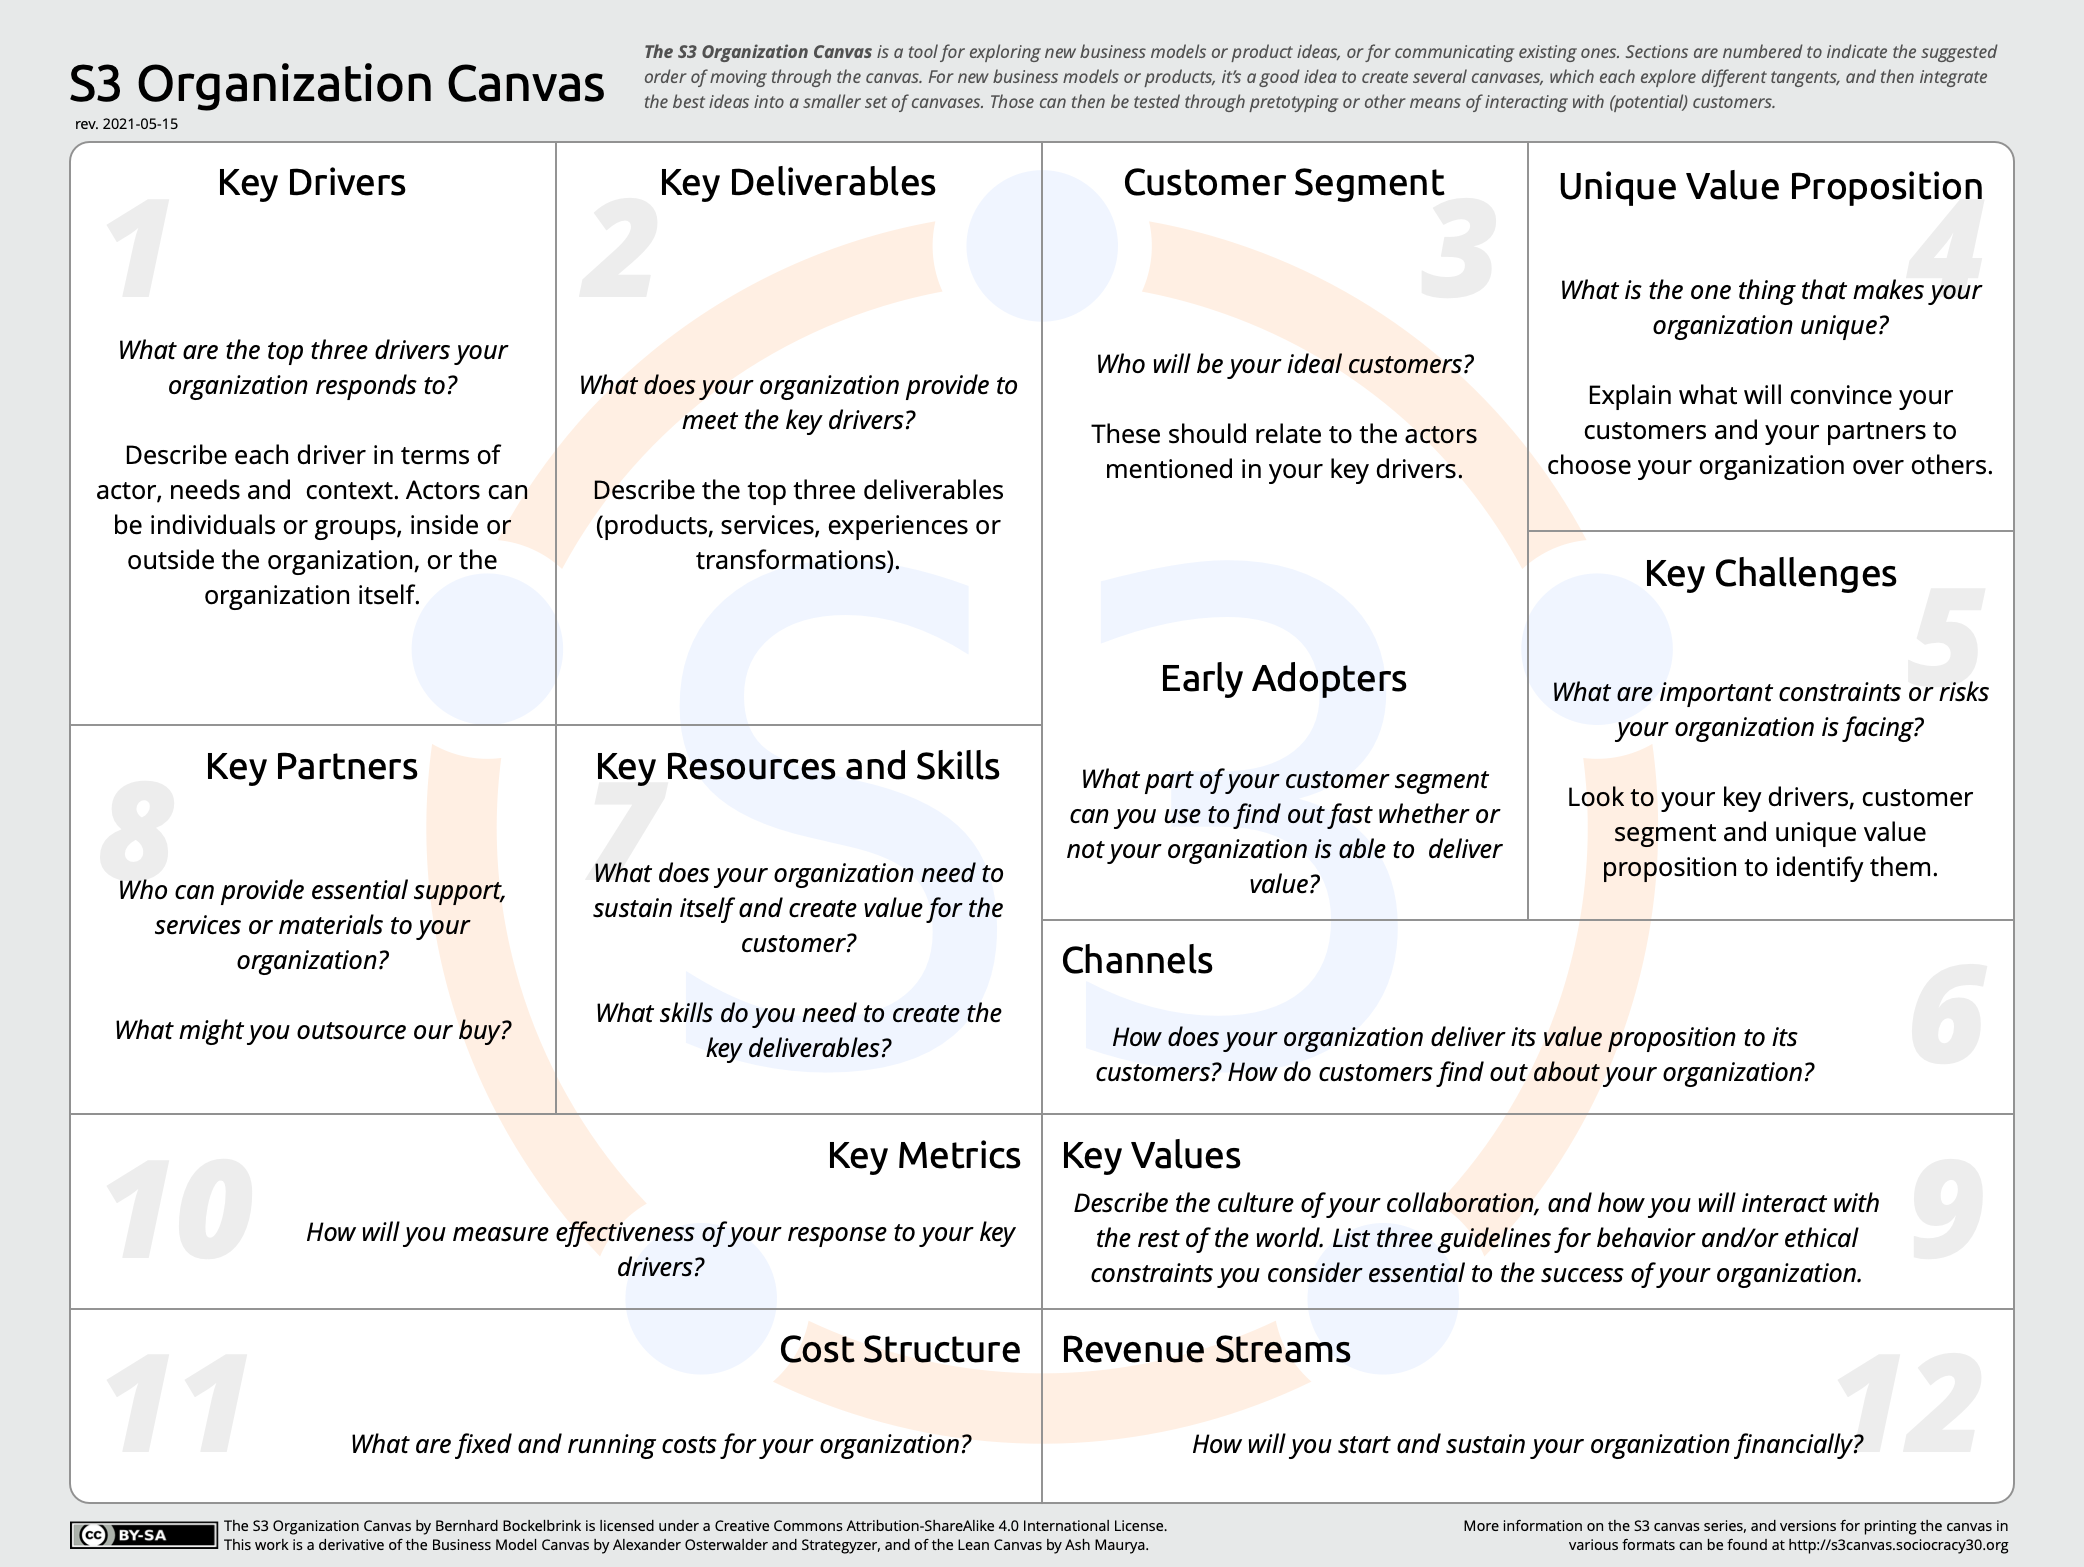 S3 Organization Canvas
rev. 2021-05-15
The S3 Organization Canvas is a tool for exploring new business models or product ideas, or for communicating existing ones. Sections are numbered to indicate the suggested
order of moving through the canvas. For new business models or products, it's a good idea to create several canvases, which each explore different tangents, and then integrate
the best ideas into a smaller set of canvases. Those can then be tested through pretotyping or other means of interacting with (potential) customers.
Key Drivers
1
What are the top three drivers your
organization responds to?
Describe each driver in terms of
actor, needs and  context. Actors can
be individuals or groups, inside or
outside the organization, or the
organization itself.
Key Deliverables
2
What does your organization provide to
meet the key drivers?
Describe the top three deliverables
(products, services, experiences or
transformations).
Customer Segment
3
Who will be your ideal customers?
These should relate to the actors
mentioned in your key drivers.
Early Adopters
What part of your customer segment
can you use to find out fast whether or
not your organization is able to  deliver
value?
Unique Value Proposition
4
What is the one thing that makes your
organization unique?
Explain what will convince your
customers and your partners to
choose your organization over others.
Key Challenges
5
What are important constraints or risks
your organization is facing?
Look to your key drivers, customer
segment and unique value
proposition to identify them.
Channels
6
How does your organization deliver its value proposition to its
customers? How do customers find out about your organization?
Key Resources and Skills
7
What does your organization need to
sustain itself and create value for the
customer?
What skills do you need to create the
key deliverables?
Key Partners
8
Who can provide essential support,
services or materials to your
organization?
What might you outsource our buy?
Key Values
9
Describe the culture of your collaboration, and how you will interact with
the rest of the world. List three guidelines for behavior and/or ethical
constraints you consider essential to the success of your organization.
Key Metrics
10
How will you measure effectiveness of your response to your key
drivers?
Cost Structure
11
What are fixed and running costs for your organization?
Revenue Streams
12
How will you start and sustain your organization financially?
S3
cc BY-SA
The S3 Organization Canvas by Bernhard Bockelbrink is licensed under a Creative Commons Attribution-ShareAlike 4.0 International License.
This work is a derivative of the Business Model Canvas by Alexander Osterwalder and Strategyzer, and of the Lean Canvas by Ash Maurya.
More information on the S3 canvas series, and versions for printing the canvas in
various formats can be found at http://s3canvas.sociocracy30.org